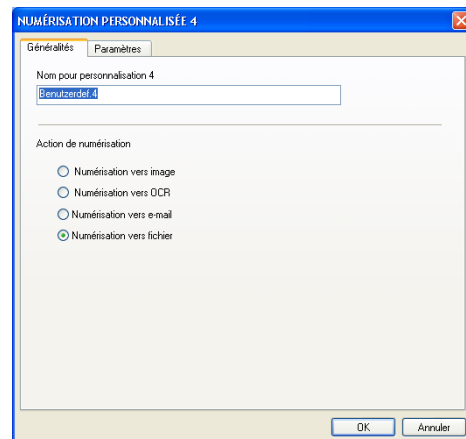 NUMÉRISATION PERSONNALISÉE 4
Généralités Paramètres
Nom pour personnalisation 4
Benutzerdef.4
Action de numérisation
Numérisation vers image
Numérisation vers OCR
Numérisation vers e-mail
Numérisation vers fichier
OK Annuler